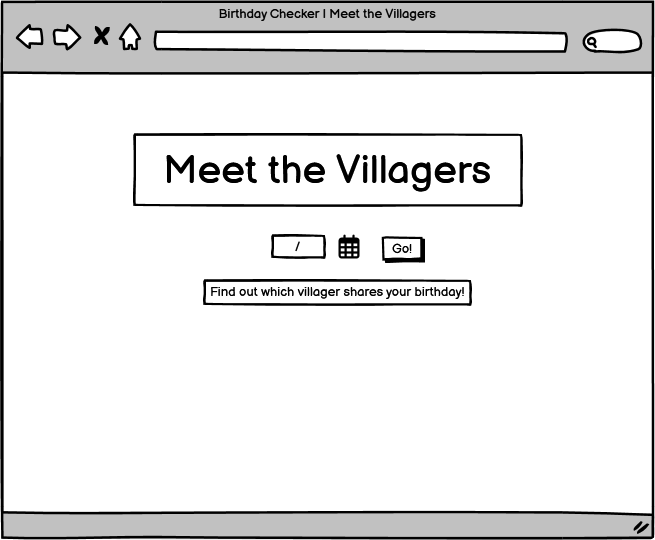 Birthday Checker | Meet the Villagers
Meet the Villagers
/
Go!
Find out which villager shares your birthday!